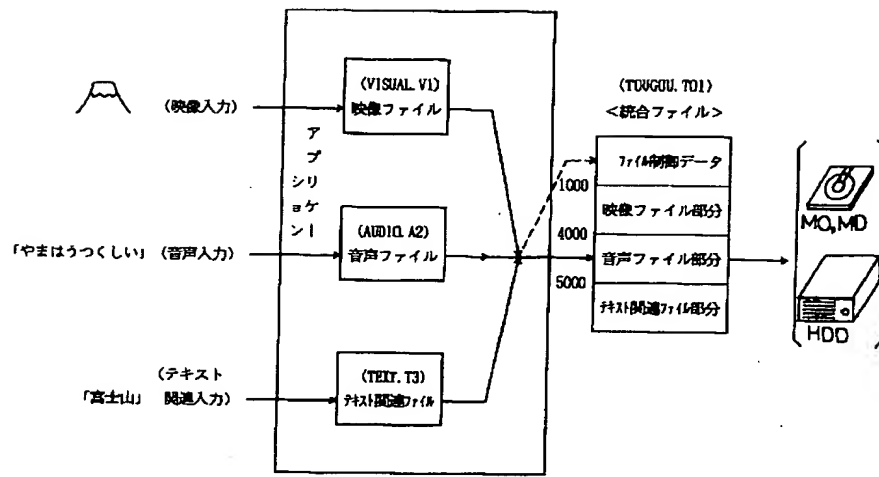 (映像入力)
「やまはうつくしい」(音声入力)
(テキスト
「富士山」 関連入力)
アプリケーション
(VISUAL.V1)
映像ファイル
(AUDIO.A2)
音声ファイル
(TEXT.T3)
テキスト関連ファイル
(TOUGOU.TO1)
<統合ファイル>
ファイル制御データ
1000
映像ファイル部分
4000
音声ファイル部分
5000
テキスト関連ファイル部分
MO,MD
HDD